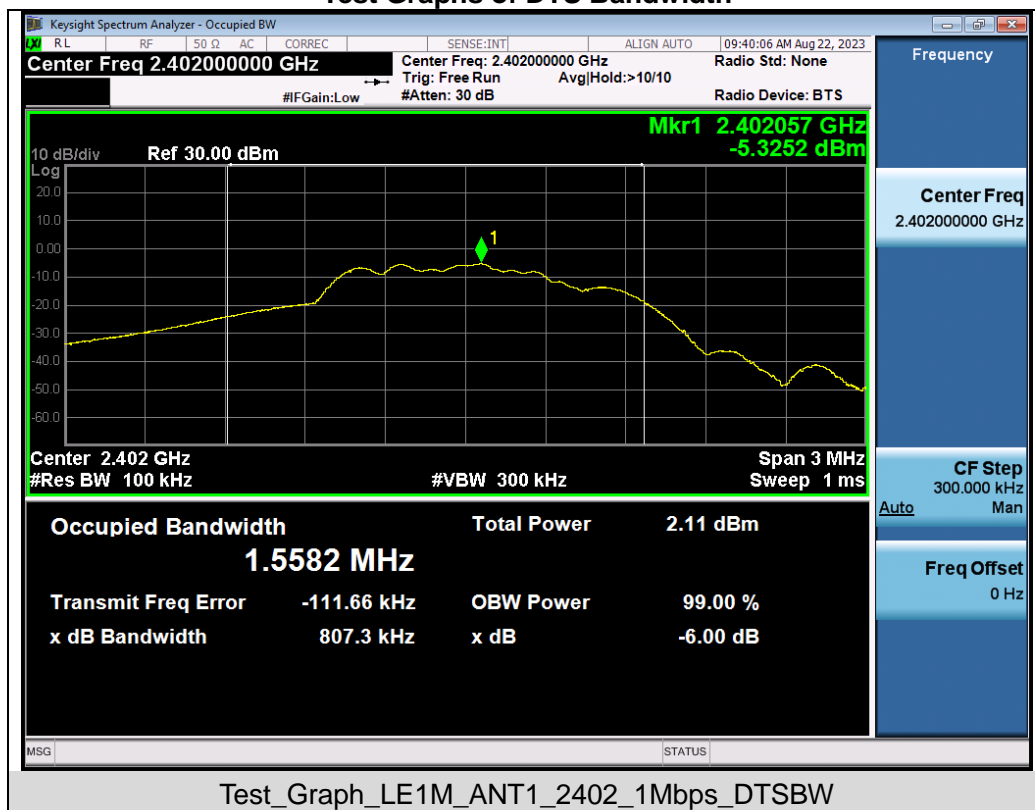 Test Graphs of DTS Bandwidth
Keysight Spectrum Analyzer - Occupied BW
LXI RL RF 50 Ω AC CORREC SENSE:INT ALIGN AUTO 09:40:06 AM Aug 22, 2023
Center Freq 2.402000000 GHz
Center Freq: 2.402000000 GHz
Radio Std: None
Trig: Free Run Avg|Hold:>10/10
#IFGain:Low #Atten: 30 dB Radio Device: BTS
Mkr1 2.402057 GHz
-5.3252 dBm
10 dB/div Ref 30.00 dBm
Log
20.0
10.0
0.00
-10.0
-20.0
-30.0
-40.0
-50.0
-60.0
1
Center 2.402 GHz Span 3 MHz
#Res BW 100 kHz #VBW 300 kHz Sweep 1 ms
Occupied Bandwidth Total Power 2.11 dBm
1.5582 MHz
Transmit Freq Error -111.66 kHz OBW Power 99.00 %
x dB Bandwidth 807.3 kHz x dB -6.00 dB
MSG STATUS
Frequency
Center Freq
2.402000000 GHz
CF Step
300.000 kHz
Auto Man
Freq Offset
0 Hz
Test_Graph_LE1M_ANT1_2402_1Mbps_DTSBW